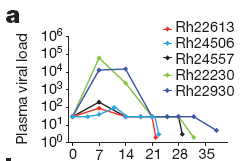 a
Plasma viral load
10⁶
10⁵
10⁴
10³
10²
10¹
10⁰
0 7 14 21 28 35
Rh22613
Rh24506
Rh24557
Rh22230
Rh22930